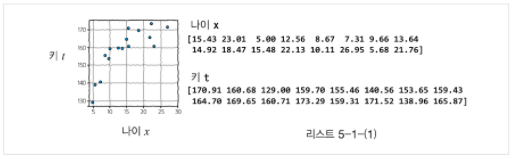 나이 x
[15.43 23.01 5.00 12.56 8.67 7.31 9.66 13.64
14.92 18.47 15.48 22.13 10.11 26.95 5.68 21.76]
키 t
[170.91 160.68 129.00 159.70 155.46 140.56 153.65 159.43
164.70 169.65 160.71 173.29 159.31 171.52 138.96 165.87]
키 t
170
160
150
140
130
5 10 15 20 25
나이 x
리스트 5-1-(1)